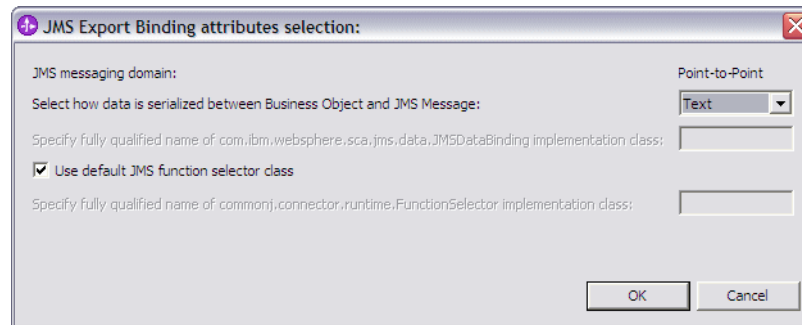 JMS Export Binding attributes selection:
JMS messaging domain: Point-to-Point
Select how data is serialized between Business Object and JMS Message: Text
Specify fully qualified name of com.ibm.websphere.sca.jms.data.JMSDataBinding implementation class:
Use default JMS function selector class
Specify fully qualified name of commonj.connector.runtime.FunctionSelector implementation class:
OK Cancel